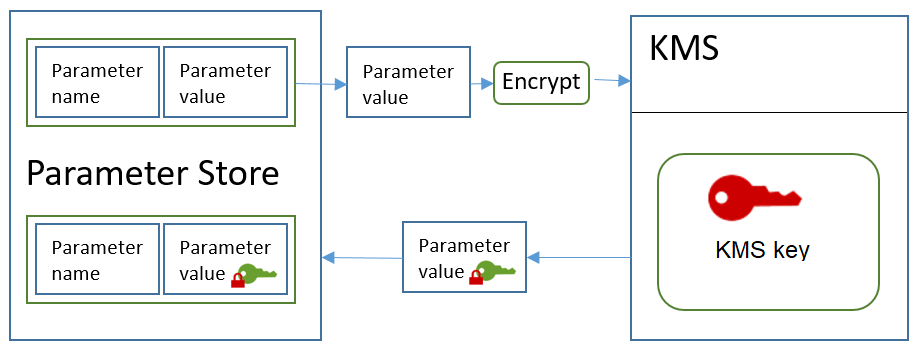 Parameter
name
Parameter
value
Parameter
value
Encrypt
KMS
Parameter Store
KMS key
Parameter
name
Parameter
value
Parameter
value